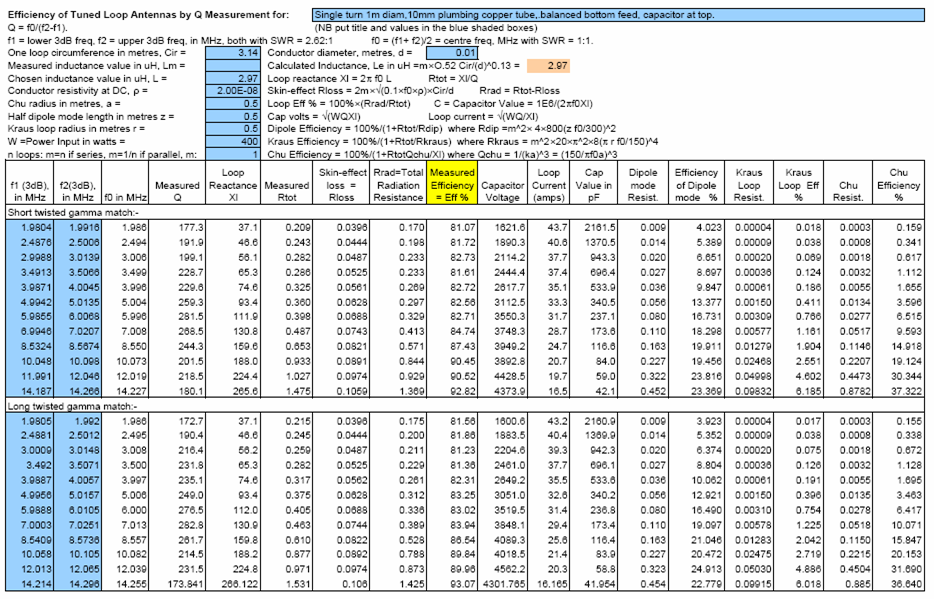 Efficiency of Tuned Loop Antennas by Q Measurement for: Single turn 1m diam,10mm plumbing copper tube,.balanced bottom feed, capacitor at top.
Q = f0/(f2-f1). (NB put title and values in the blue shaded boxes)
f1 = lower 3dB freq, f2 = upper 3dB freq, in MHz, both with SWR = 2.62:1 f0 = (f1+ f2)/2 = centre freq, MHz with SWR = 1:1.
One loop circumference in metres, Cir = 3.14 Conductor diameter, metres, d = 0.01
Measured inductance value in uH, Lm = Calculated Inductance, Le in uH =m×O.52 Cir/(d)^0.13 = 2.97
Chosen inductance value in uH, L = 2.97 Loop reactance Xl = 2π f0 L Rtot = Xl/Q
Conductor resistivity at DC, ρ = 2.00E-08 Skin-effect Rloss = 2m×√(0.1×f0×ρ)×Cir/d Rrad = Rtot-Rloss
Chu radius in metres, a = 0.5 Loop Eff % = 100%×(Rrad/Rtot) C = Capacitor Value = 1E6/(2πf0Xl)
Half dipole mode length in metres, z = 0.5 Cap volts = √(WQXl) Loop current = √(WQ/Xl)
Kraus loop radius in metres r = 0.5 Dipole Efficiency = 100%/(1+Rtot/Rdip) where Rdip =m^2× 4×800(z f0/300)^2
W =Power Input in watts = 400 Kraus Efficiency = 100%/(1+Rtot/Rkraus) where Rkraus = m^2×20×π^2×8(π r f0/150)^4
n loops: m=n if series, m=1/n if parallel, m: 1 Chu Efficiency = 100%/(1+RtotQchu/Xl) where Qchu = 1/(ka)^3 = (150/πf0a)^3
f1 (3dB), in MHz f2(3dB), in MHz f0 in MHz Measured Q Loop Reactance Xl Measured Rtot Skin-effect loss = Rloss Rrad=Total Radiation Resistance Measured Efficiency = Eff % Capacitor Voltage Loop Current (amps) Cap Value in pF Dipole mode Resist. Efficiency of Dipole mode % Kraus Loop Resist. Kraus Loop Eff % Chu Resist. Chu Efficiency %
Short twisted gamma match:-
1.9804 1.9916 1.986 177.3 37.1 0.209 0.0396 0.170 81.07 1621.6 43.7 2161.5 0.009 4.023 0.00004 0.018 0.0003 0.159
2.4876 2.5006 2.494 191.9 46.6 0.243 0.0444 0.198 81.72 1890.3 40.6 1370.5 0.014 5.389 0.00009 0.038 0.0008 0.341
2.9988 3.0139 3.006 199.1 56.1 0.282 0.0487 0.233 82.73 2114.2 37.7 943.3 0.020 6.651 0.00020 0.069 0.0018 0.617
3.4913 3.5066 3.499 228.7 65.3 0.286 0.0525 0.233 81.61 2444.4 37.4 696.4 0.027 8.697 0.00036 0.124 0.0032 1.112
3.9871 4.0045 3.996 229.6 74.6 0.325 0.0561 0.269 82.72 2617.7 35.1 533.9 0.036 9.847 0.00061 0.186 0.0055 1.655
4.9942 5.0135 5.004 259.3 93.4 0.360 0.0628 0.297 82.56 3112.5 33.3 340.5 0.056 13.377 0.00150 0.411 0.0134 3.596
5.9855 6.0068 5.996 281.5 111.9 0.398 0.0688 0.329 82.71 3550.3 31.7 237.1 0.080 16.731 0.00309 0.766 0.0277 6.515
6.9946 7.0207 7.008 268.5 130.8 0.487 0.0743 0.413 84.74 3748.3 28.7 173.6 0.110 18.298 0.00577 1.161 0.0517 9.593
8.5324 8.5674 8.550 244.3 159.6 0.653 0.0821 0.571 87.43 3949.2 24.7 116.6 0.163 19.911 0.01279 1.904 0.1146 14.918
10.048 10.098 10.073 201.5 188.0 0.933 0.0891 0.844 90.45 3892.8 20.7 84.0 0.227 19.456 0.02468 2.551 0.2207 19.124
11.991 12.046 12.019 218.5 224.4 1.027 0.0974 0.929 90.52 4428.5 19.7 59.0 0.322 23.816 0.04998 4.602 0.4473 30.344
14.187 14.266 14.227 180.1 265.6 1.475 0.1059 1.369 92.82 4373.9 16.5 42.1 0.452 23.369 0.09832 6.185 0.8782 37.322
Long twisted gamma match:-
1.9805 1.992 1.986 172.7 37.1 0.215 0.0396 0.175 81.56 1600.6 43.2 2160.9 0.009 3.923 0.00004 0.017 0.0003 0.155
2.4881 2.5012 2.495 190.4 46.6 0.245 0.0444 0.200 81.86 1883.5 40.4 1369.9 0.014 5.352 0.00009 0.038 0.0008 0.338
3.0009 3.0148 3.008 216.4 56.2 0.259 0.0487 0.211 81.23 2204.6 39.3 942.3 0.020 6.374 0.00020 0.075 0.0018 0.672
3.492 3.5071 3.500 231.8 65.3 0.282 0.0525 0.229 81.36 2461.0 37.7 696.1 0.027 8.804 0.00036 0.126 0.0032 1.128
3.9887 4.0057 3.997 235.1 74.6 0.317 0.0562 0.261 82.31 2649.2 35.5 533.6 0.036 10.062 0.00061 0.191 0.0055 1.695
4.9956 5.0157 5.006 249.0 93.4 0.375 0.0628 0.312 83.25 3051.0 32.6 340.2 0.056 12.921 0.00150 0.396 0.0135 3.463
5.9888 6.0105 6.000 276.5 112.0 0.405 0.0688 0.336 83.02 3519.5 31.4 236.8 0.080 16.490 0.00310 0.754 0.0278 6.417
7.0003 7.0251 7.013 282.8 130.9 0.463 0.0744 0.389 83.94 3848.1 29.4 173.4 0.110 19.097 0.00578 1.225 0.0518 10.071
8.5409 8.5736 8.557 261.7 159.8 0.610 0.0822 0.528 86.54 4089.3 25.6 116.4 0.163 21.046 0.01283 2.042 0.1150 15.847
10.058 10.105 10.082 214.5 188.2 0.877 0.0892 0.788 89.84 4018.5 21.4 83.9 0.227 20.472 0.02475 2.719 0.2215 20.153
12.013 12.065 12.039 231.5 224.8 0.971 0.0974 0.873 89.96 4562.2 20.3 58.8 0.323 24.913 0.05030 4.886 0.4504 31.690
14.214 14.296 14.255 173.841 266.122 1.531 0.106 1.425 93.07 4301.765 16.165 41.954 0.454 22.779 0.09915 6.018 0.885 36.640